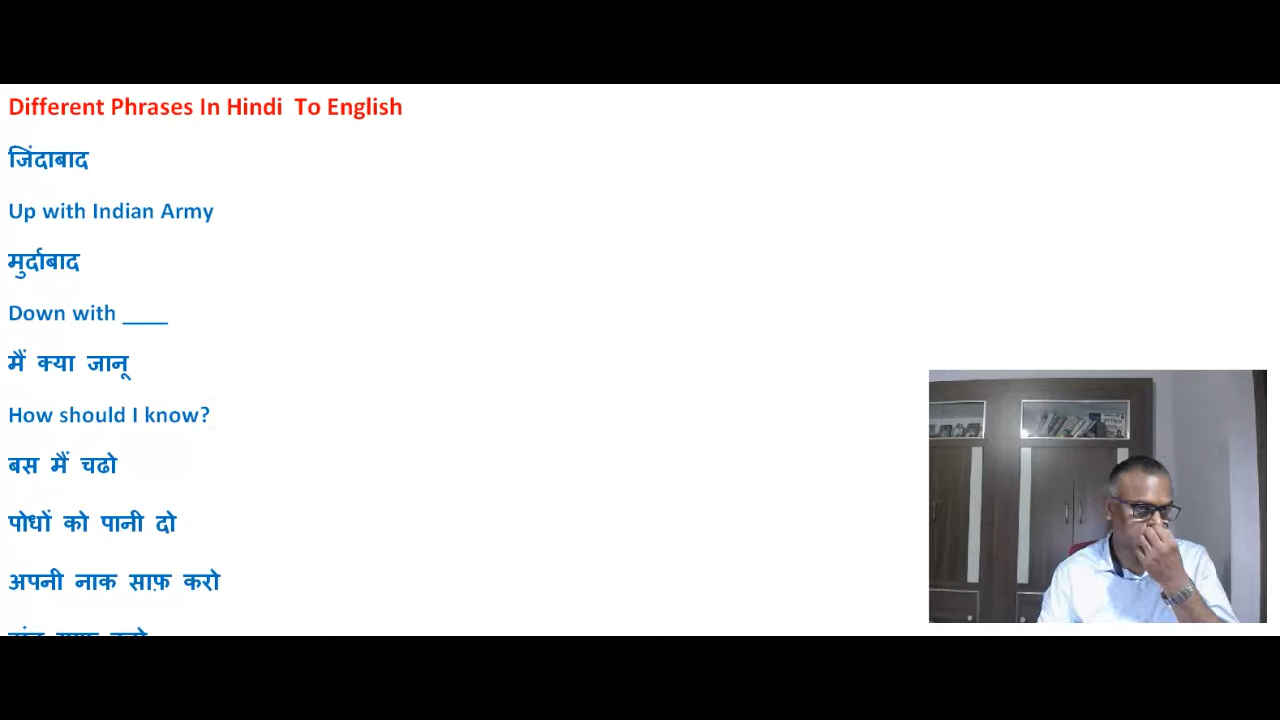 Different Phrases In Hindi To English
जिंदाबाद
Up with Indian Army
मुर्दाबाद
Down with ____
मैं क्या जानू
How should I know?
बस मैं चढो
पोधों को पानी दो
अपनी नाक साफ़ करो